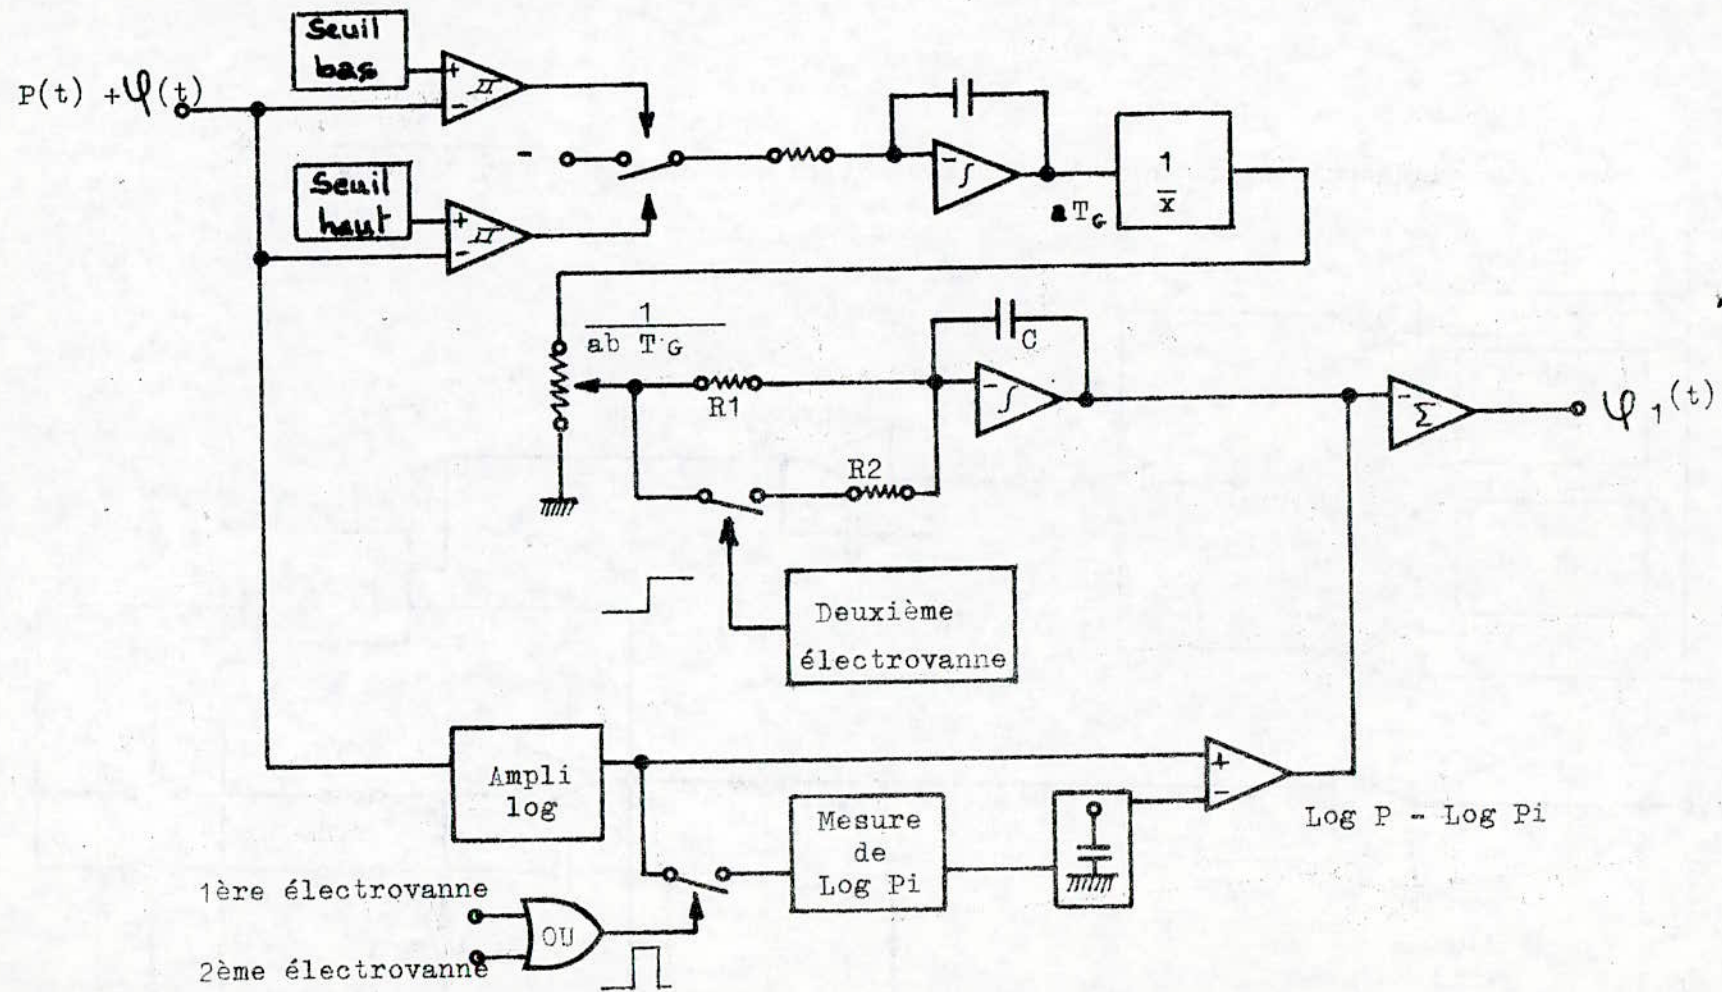 Seuil
bas
P(t) + φ(t)
+
-
-
Seuil
haut
+
-
-
∫
a T G
1
x
1
ab T G
C
R1
-
∫
-
Σ
φ 1 (t)
R2
Deuxième
électrovanne
Ampli
log
+
-
Log P - Log Pi
Mesure
de
Log Pi
1ère électrovanne
OU
2ème électrovanne